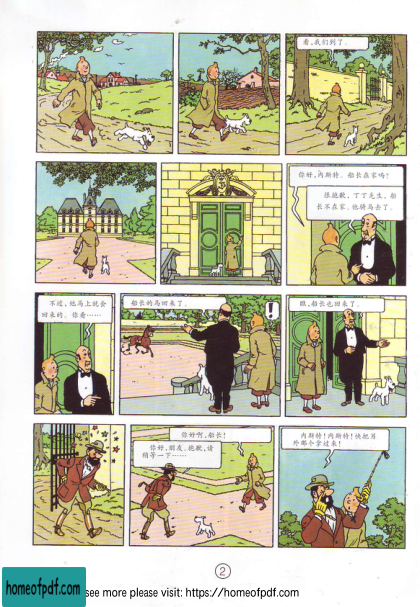 看,我们到了。
你好,内斯特。船长在家吗?
很抱歉,丁丁先生,船
长不在家。他骑马去了。
不过,他马上就会
回来的。你看……
船长的马回来了。
!
瞧,船长也回来了。
你好啊,船长!
你好,朋友。抱歉,请
稍等一下……
内斯特!内斯特!快把另
外那个拿过来!
2
homeofpdf.com
see more please visit: https://homeofpdf.com